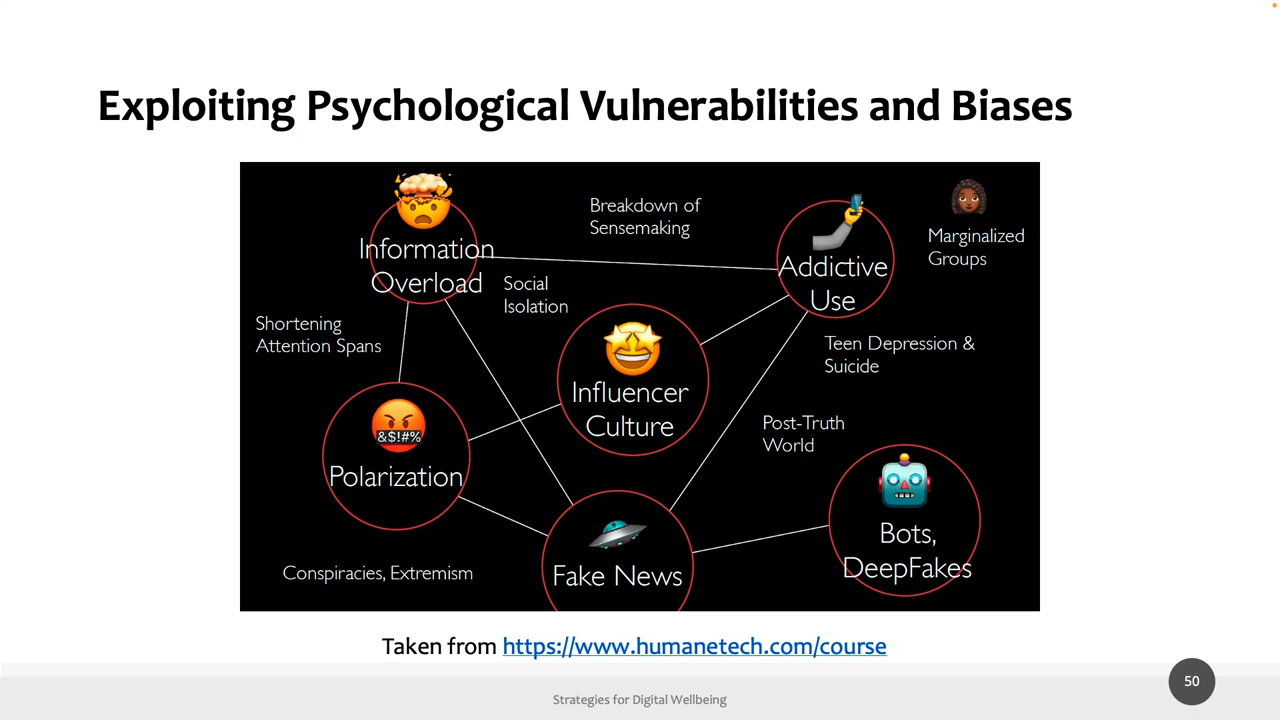 Exploiting Psychological Vulnerabilities and Biases
Information
Overload
Breakdown of
Sensemaking
Addictive
Use
Marginalized
Groups
Social
Isolation
Shortening
Attention Spans
Influencer
Culture
Teen Depression &
Suicide
&$!#%
Polarization
Post-Truth
World
Bots,
DeepFakes
Conspiracies, Extremism
Fake News
Taken from https://www.humanetech.com/course
Strategies for Digital Wellbeing
50